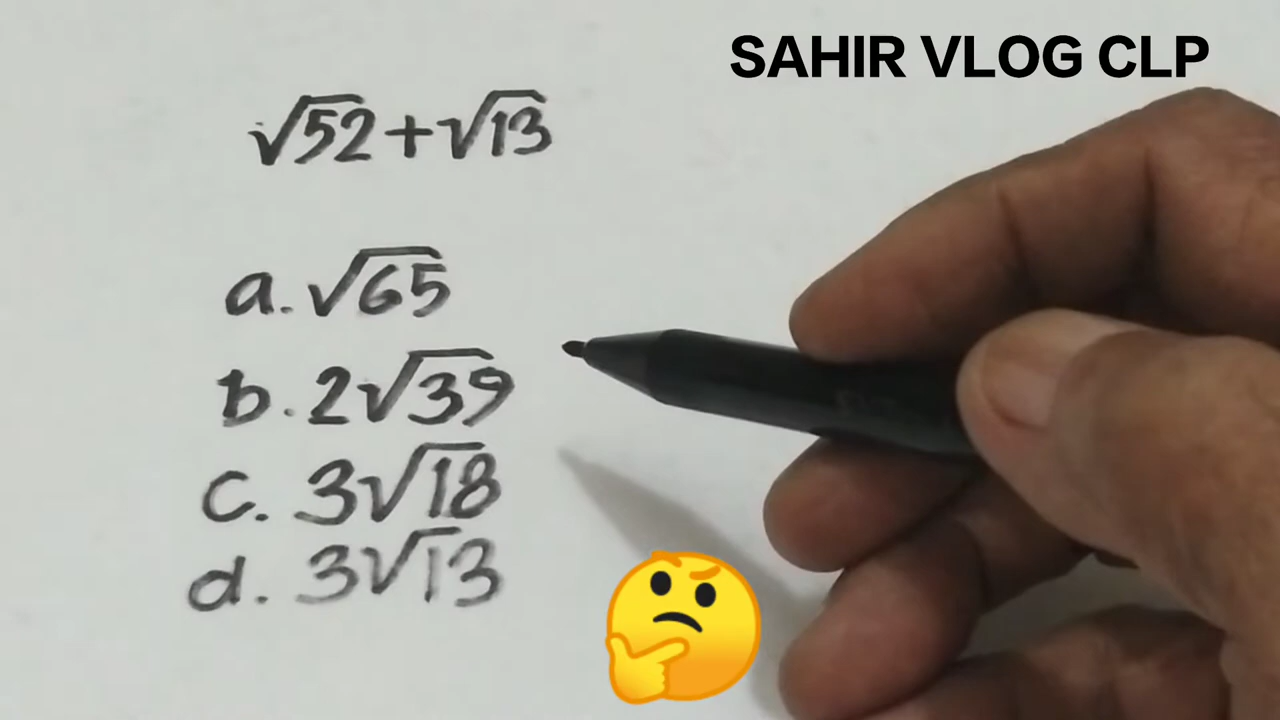 SAHIR VLOG CLP
√52+√13
a. √65
b. 2√39
c. 3√18
d. 3√13